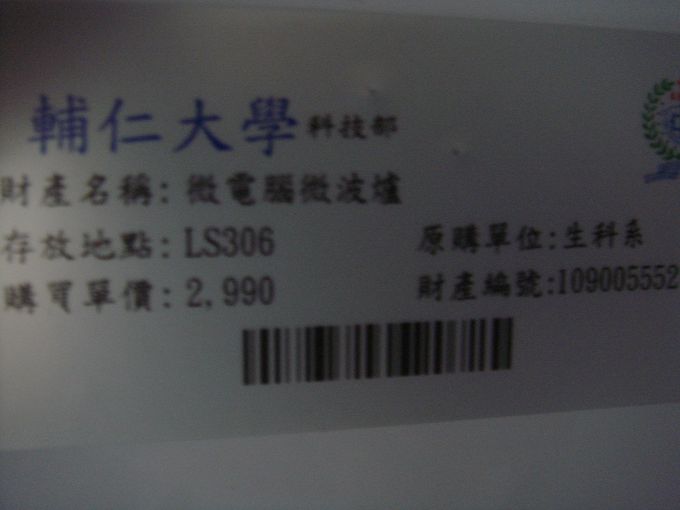 輔仁大學 科技部
財產名稱: 微電腦微波爐
存放地點: LS306 原購單位:生科系
購買單價: 2,990 財產編號:109005552